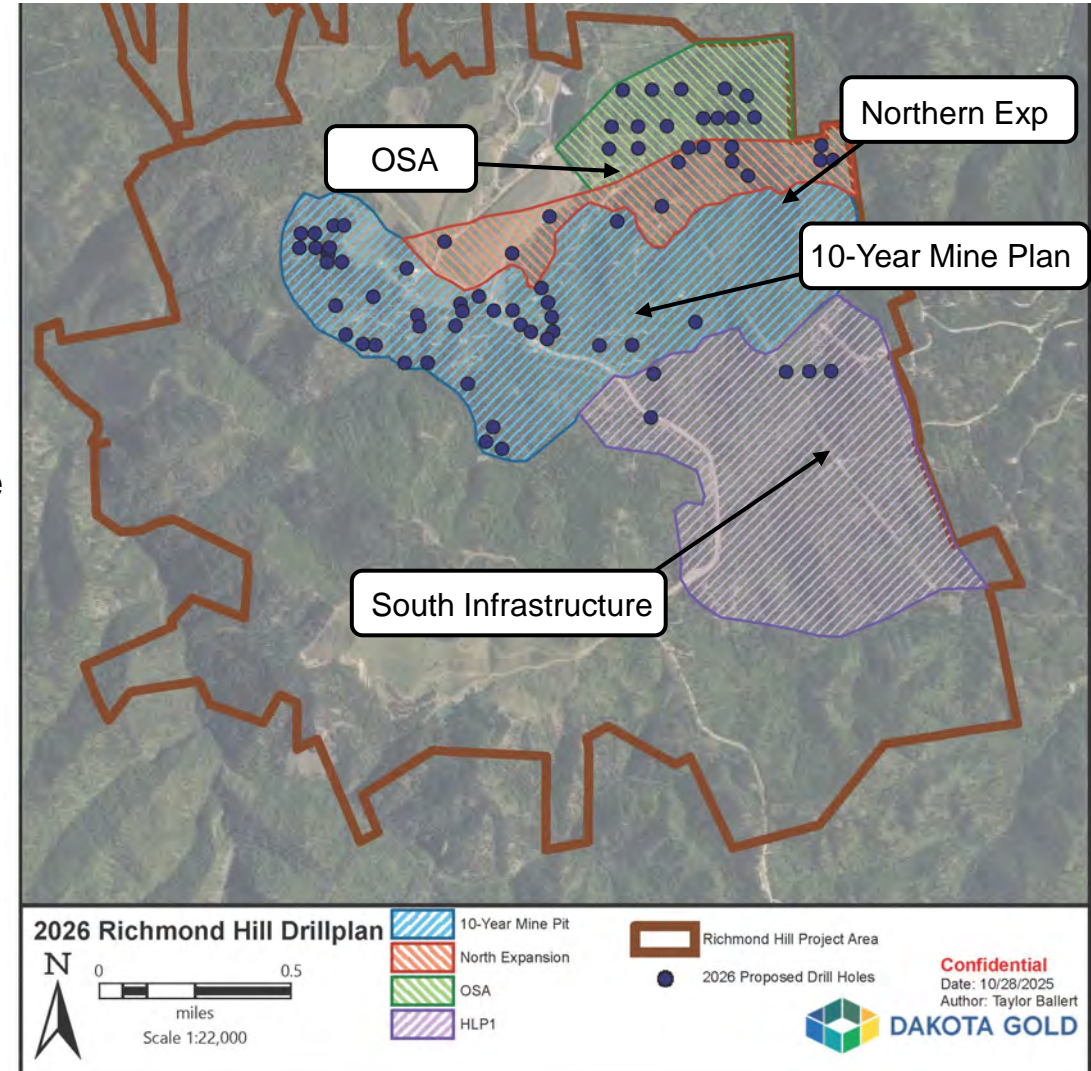 OSA
Northern Exp
10-Year Mine Plan
South Infrastructure
e
2026 Richmond Hill Drillplan
N
0 0.5
miles
Scale 1:22,000
10-Year Mine Pit
North Expansion
OSA
HLP1
Richmond Hill Project Area
2026 Proposed Drill Holes
Confidential
Date: 10/28/2025
Author: Taylor Ballert
DAKOTA GOLD